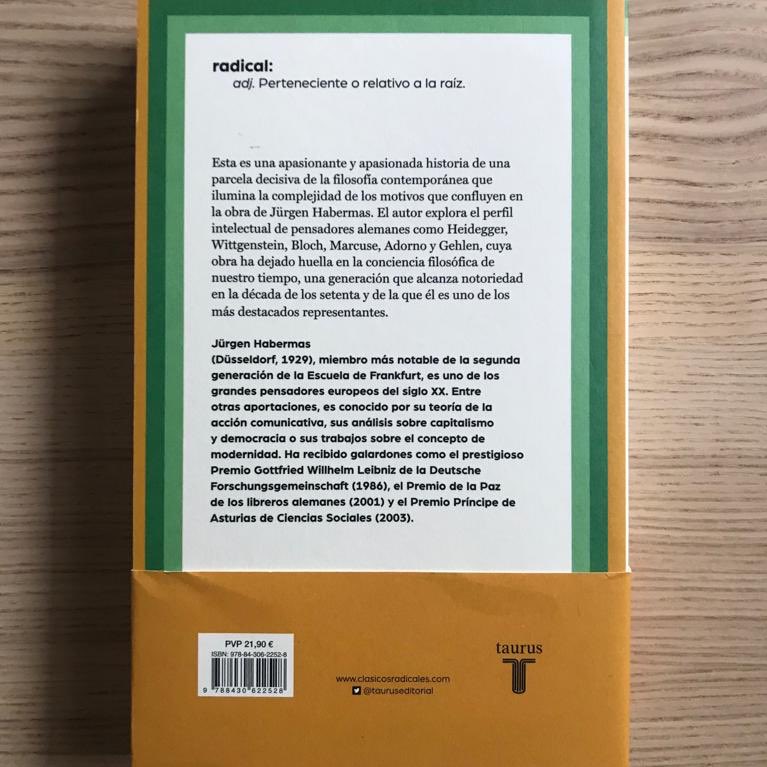 radical:
adj. Perteneciente o relativo a la raíz.
Esta es una apasionante y apasionada historia de una
parcela decisiva de la filosofía contemporánea que
ilumina la complejidad de los motivos que confluyen en
la obra de Jürgen Habermas. El autor explora el perfil
intelectual de pensadores alemanes como Heidegger,
Wittgenstein, Bloch, Marcuse, Adorno y Gehlen, cuya
obra ha dejado huella en la conciencia filosófica de
nuestro tiempo, una generación que alcanza notoriedad
en la década de los setenta y de la que él es uno de los
más destacados representantes.
Jürgen Habermas
(Düsseldorf, 1929), miembro más notable de la segunda
generación de la Escuela de Frankfurt, es uno de los
grandes pensadores europeos del siglo XX. Entre
otras aportaciones, es conocido por su teoría de la
acción comunicativa, sus análisis sobre capitalismo
y democracia o sus trabajos sobre el concepto de
modernidad. Ha recibido galardones como el prestigioso
Premio Gottfried Willhelm Leibniz de la Deutsche
Forschungsgemeinschaft (1986), el Premio de la Paz
de los libreros alemanes (2001) y el Premio Príncipe de
Asturias de Ciencias Sociales (2003).
PVP 21,90 €
ISBN: 978-84-306-2252-8
9 788430 622528
www.clasicosradicales.com
@tauruseditorial
taurus